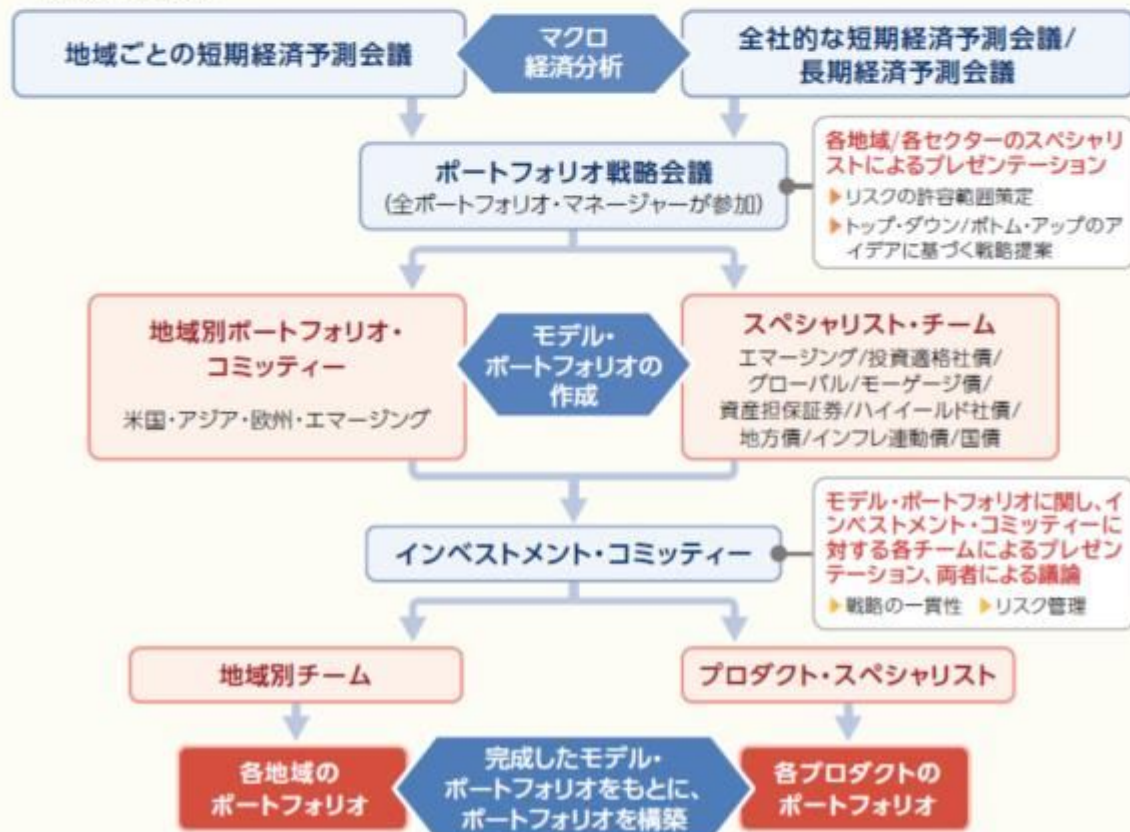 地域ごとの短期経済予測会議
マクロ
経済分析
全社的な短期経済予測会議/
長期経済予測会議
ポートフォリオ戦略会議
(全ポートフォリオ・マネージャーが参加)
各地域/各セクターのスペシャリ
ストによるプレゼンテーション
▶リスクの許容範囲策定
▶トップ・ダウン/ボトム・アップのア
イデアに基づく戦略提案
地域別ポートフォリオ・
コミッティー
米国・アジア・欧州・エマージング
モデル・
ポートフォリオの
作成
スペシャリスト・チーム
エマージング/投資適格社債/
グローバル/モーゲージ債/
資産担保証券/ハイイールド社債/
地方債/インフレ連動債/国債
インベストメント・コミッティー
モデル・ポートフォリオに関し、イ
ンベストメント・コミッティーに
対する各チームによるプレゼン
テーション、両者による議論
▶戦略の一貫性 ▶リスク管理
地域別チーム
プロダクト・スペシャリスト
各地域の
ポートフォリオ
完成したモデル・
ポートフォリオをもとに、
ポートフォリオを構築
各プロダクトの
ポートフォリオ